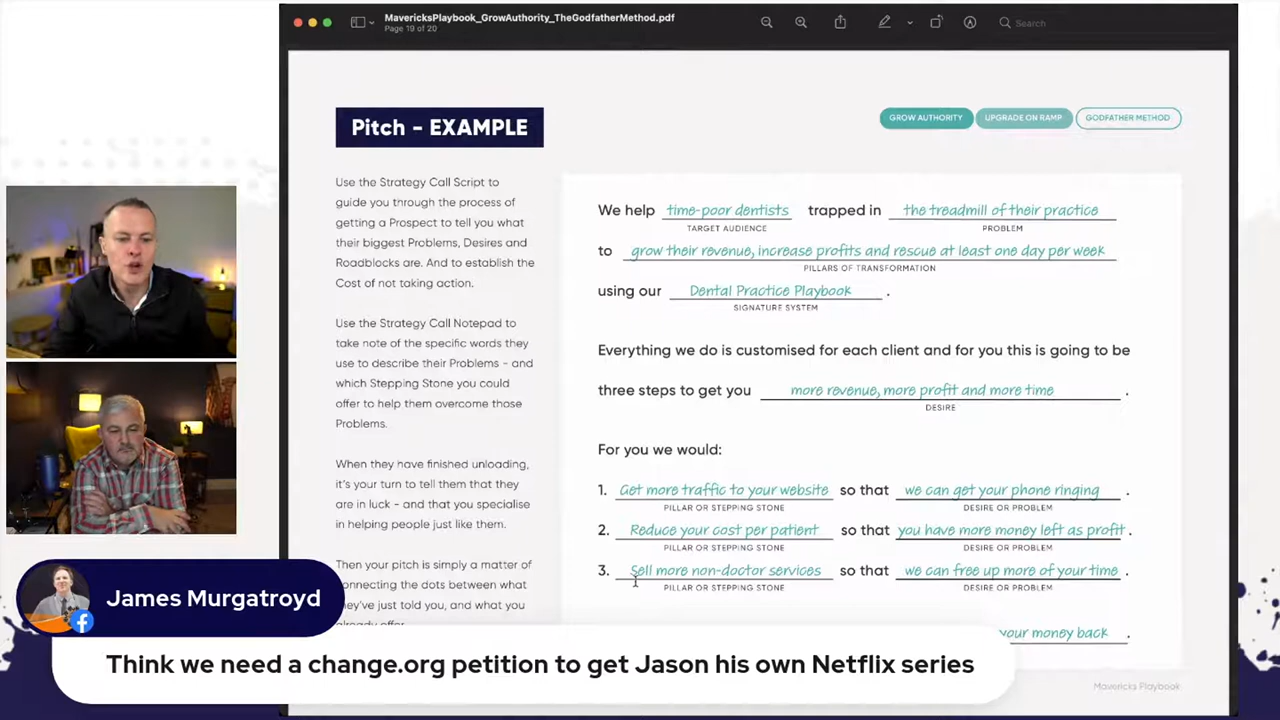 MavericksPlaybook_GrowAuthority_TheGodfatherMethod.pdf
Page 19 of 20
Search
Pitch - EXAMPLE
GROW AUTHORITY
UPGRADE ON RAMP
GODFATHER METHOD
Use the Strategy Call Script to
guide you through the process of
getting a Prospect to tell you what
their biggest Problems, Desires and
Roadblocks are. And to establish the
Cost of not taking action.
Use the Strategy Call Notepad to
take note of the specific words they
use to describe their Problems - and
which Stepping Stone you could
offer to help them overcome those
Problems.
When they have finished unloading,
it's your turn to tell them that they
are in luck - and that you specialise
in helping people just like them.
Then your pitch is simply a matter of
connecting the dots between what
they've just told you, and what you
already offer.
We help time-poor dentists trapped in the treadmill of their practice
TARGET AUDIENCE PROBLEM
to grow their revenue, increase profits and rescue at least one day per week
PILLARS OF TRANSFORMATION
using our Dental Practice Playbook .
SIGNATURE SYSTEM
Everything we do is customised for each client and for you this is going to be
three steps to get you more revenue, more profit and more time .
DESIRE
For you we would:
1. Get more traffic to your website so that we can get your phone ringing .
PILLAR OR STEPPING STONE DESIRE OR PROBLEM
2. Reduce your cost per patient so that you have more money left as profit .
PILLAR OR STEPPING STONE DESIRE OR PROBLEM
3. Sell more non-doctor services so that we can free up more of your time .
PILLAR OR STEPPING STONE DESIRE OR PROBLEM
your money back .
Mavericks Playbook
James Murgatroyd
Think we need a change.org petition to get Jason his own Netflix series